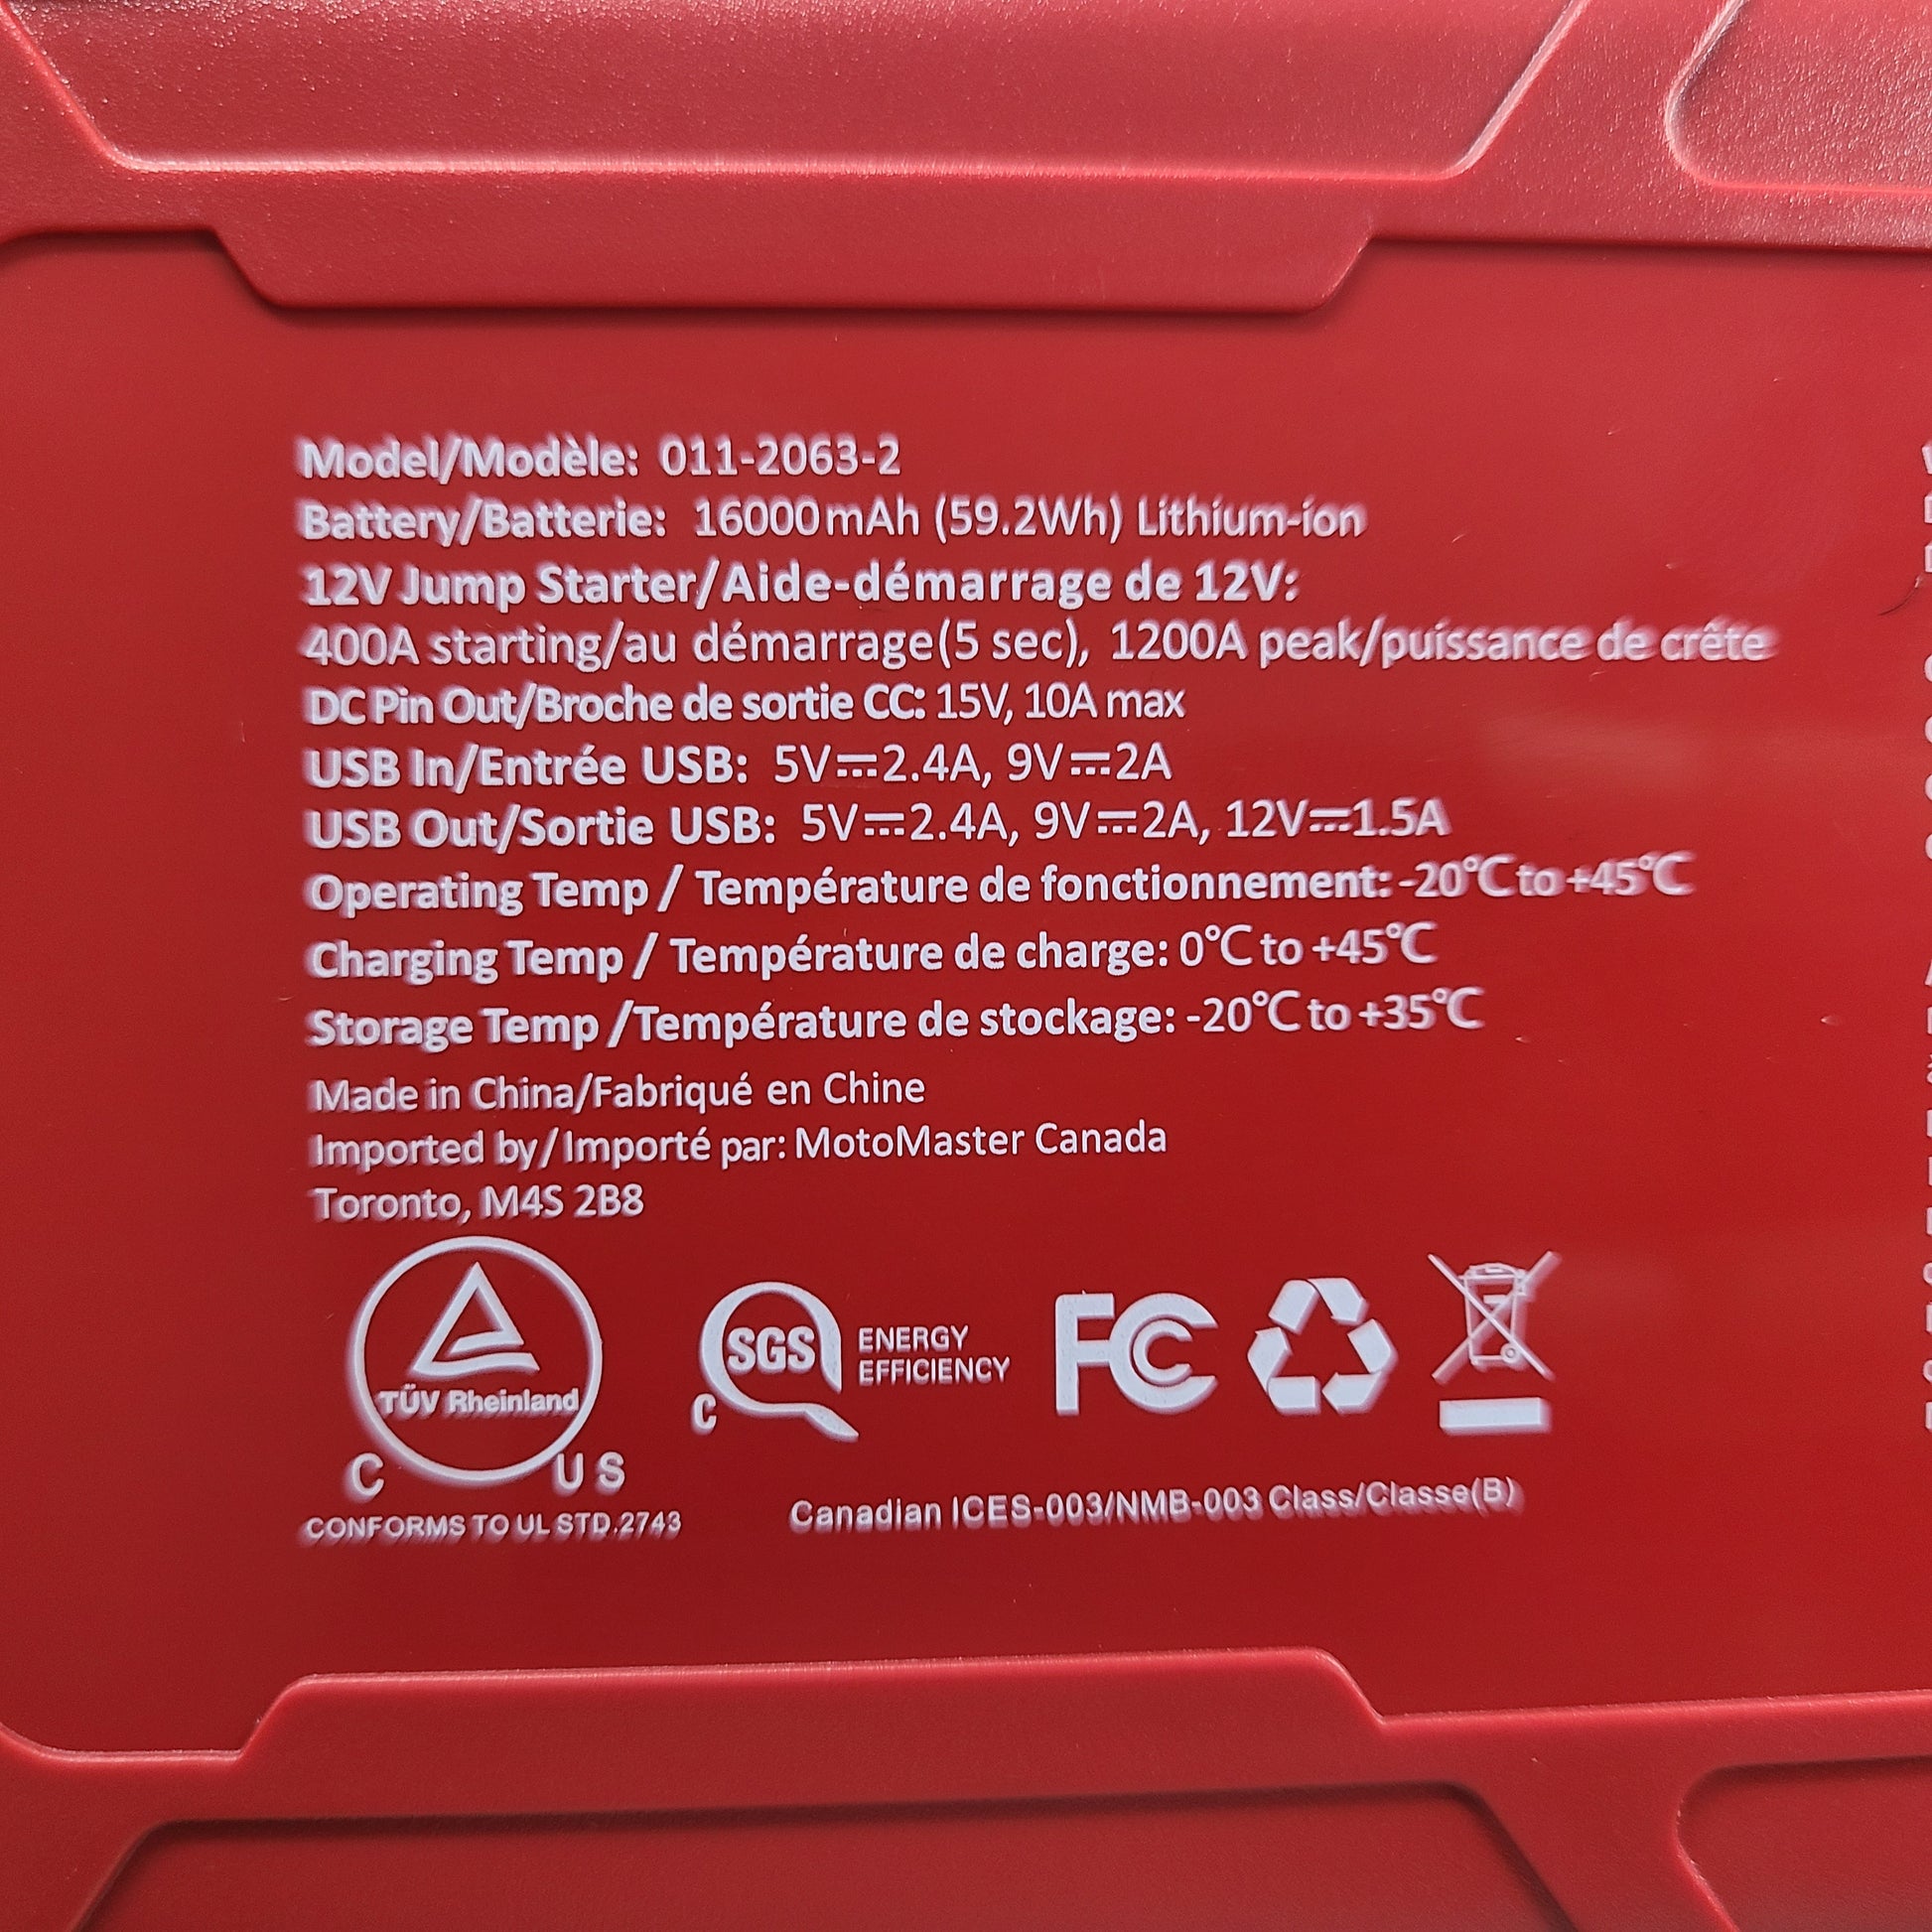 Model/Modèle: 011-2063-2
Battery/Batterie: 16000mAh (59.2Wh) Lithium-ion
12V Jump Starter/Aide-démarrage de 12V:
400A starting/au démarrage(5 sec), 1200A peak/puissance de crête
DC Pin Out/Broche de sortie CC: 15V, 10A max
USB In/Entrée USB: 5V⎓2.4A, 9V⎓2A
USB Out/Sortie USB: 5V⎓2.4A, 9V⎓2A, 12V⎓1.5A
Operating Temp / Température de fonctionnement: -20℃ to +45℃
Charging Temp / Température de charge: 0℃ to +45℃
Storage Temp /Température de stockage: -20℃ to +35℃
Made in China/Fabriqué en Chine
Imported by/Importé par: MotoMaster Canada
Toronto, M4S 2B8
TÜV Rheinland
C US
CONFORMS TO UL STD.2743
SGS
C
ENERGY
EFFICIENCY
FC
Canadian ICES-003/NMB-003 Class/Classe(B)